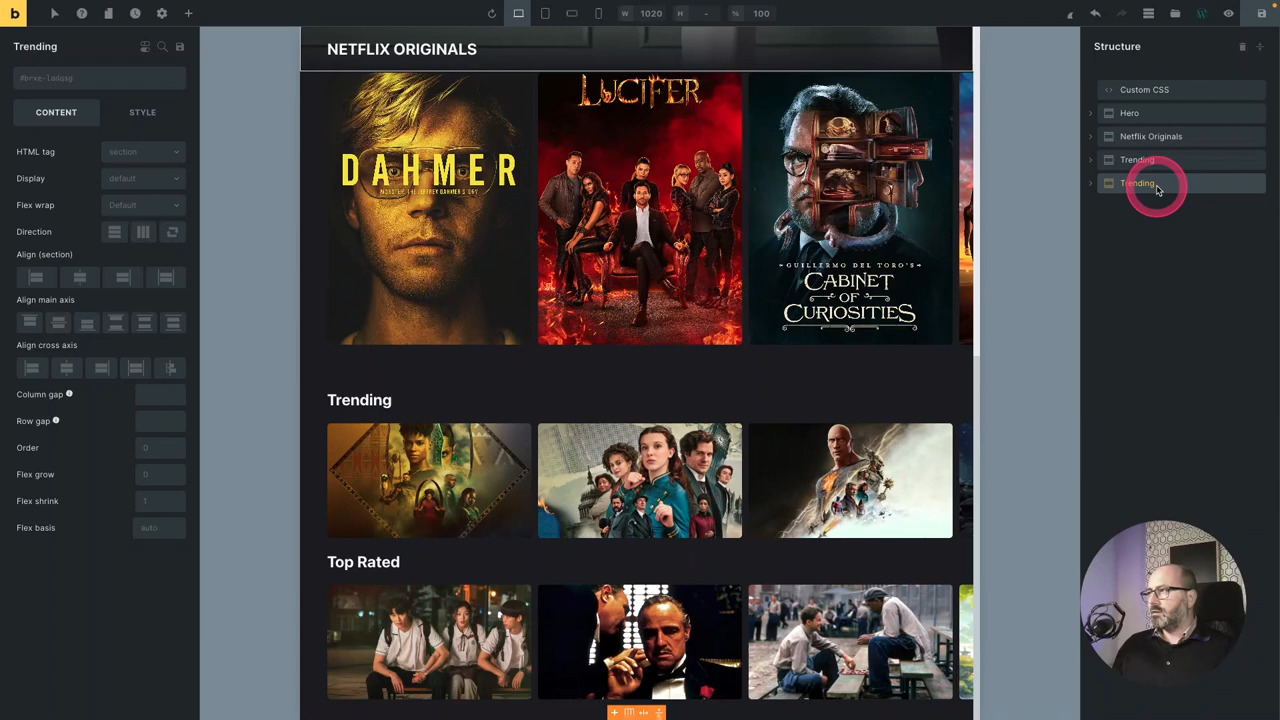 b
W 1020 H - % 100
Trending
#brxe-ladqsg
CONTENT STYLE
HTML tag section
Display default
Flex wrap Default
Direction
Align (section)
Align main axis
Align cross axis
Column gap
Row gap
Order 0
Flex grow 0
Flex shrink 1
Flex basis auto
NETFLIX ORIGINALS
DAHMER
LUCIFER
GUILLERMO DEL TORO'S
CABINET
OF
CURIOSITIES
Trending
Top Rated
Structure
Custom CSS
Hero
Netflix Originals
Trending
Trending